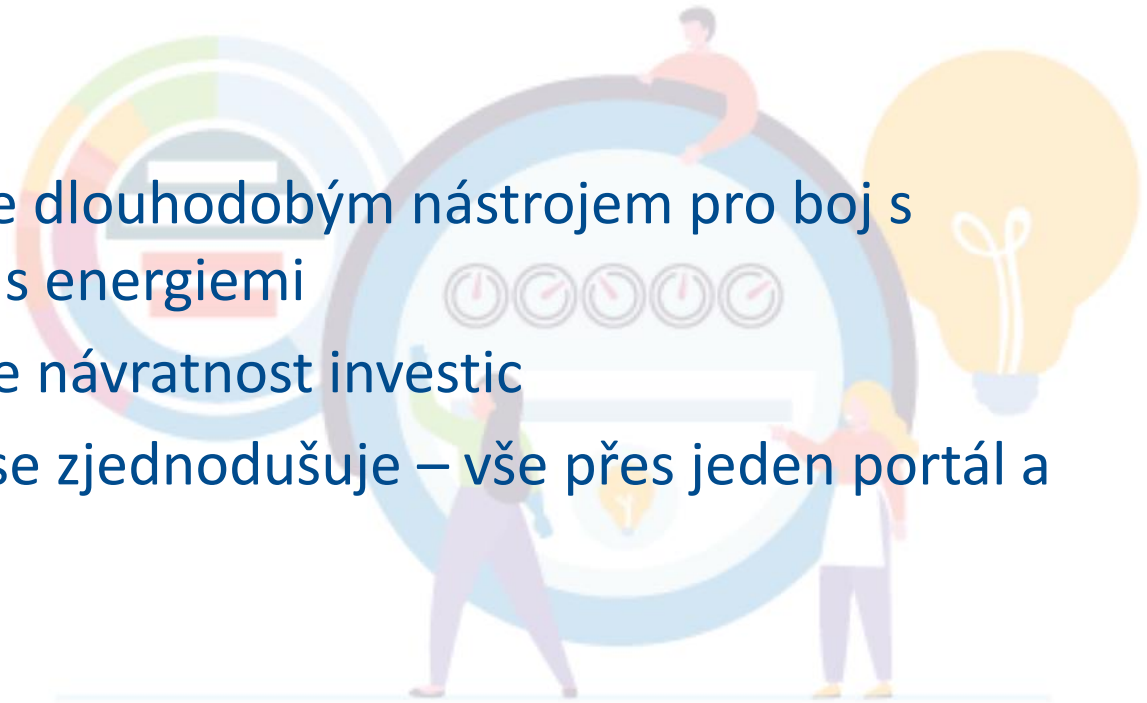 e dlouhodobým nástrojem pro boj s
s energiemi
e návratnost investic
se zjednodušuje – vše přes jeden portál a